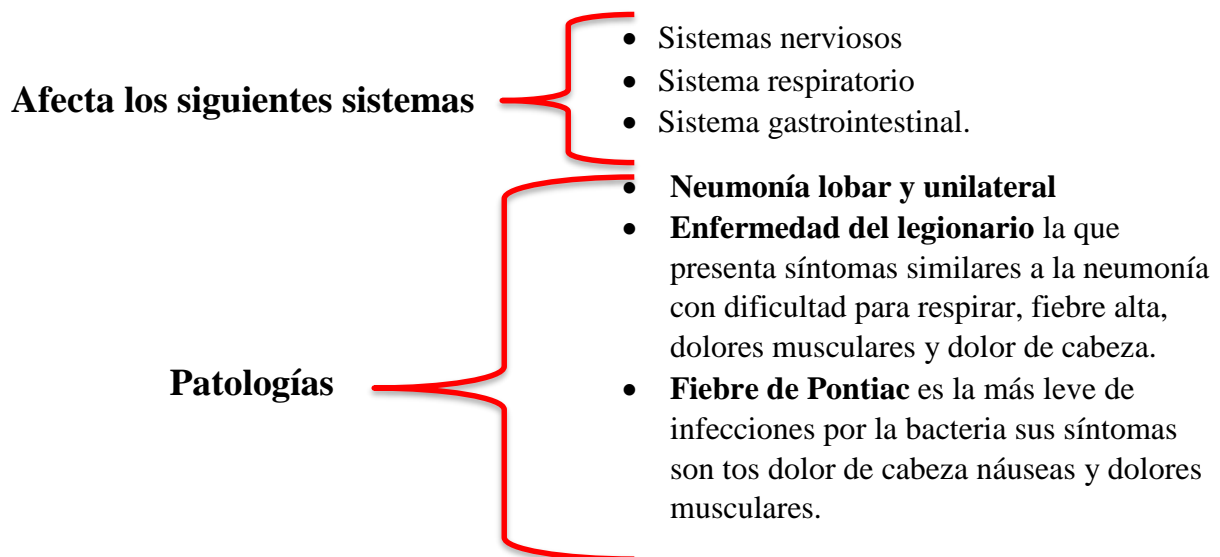 Afecta los siguientes sistemas
• Sistemas nerviosos
• Sistema respiratorio
• Sistema gastrointestinal.
Patologías
• Neumonía lobar y unilateral
• Enfermedad del legionario la que
presenta síntomas similares a la neumonía
con dificultad para respirar, fiebre alta,
dolores musculares y dolor de cabeza.
• Fiebre de Pontiac es la más leve de
infecciones por la bacteria sus síntomas
son tos dolor de cabeza náuseas y dolores
musculares.